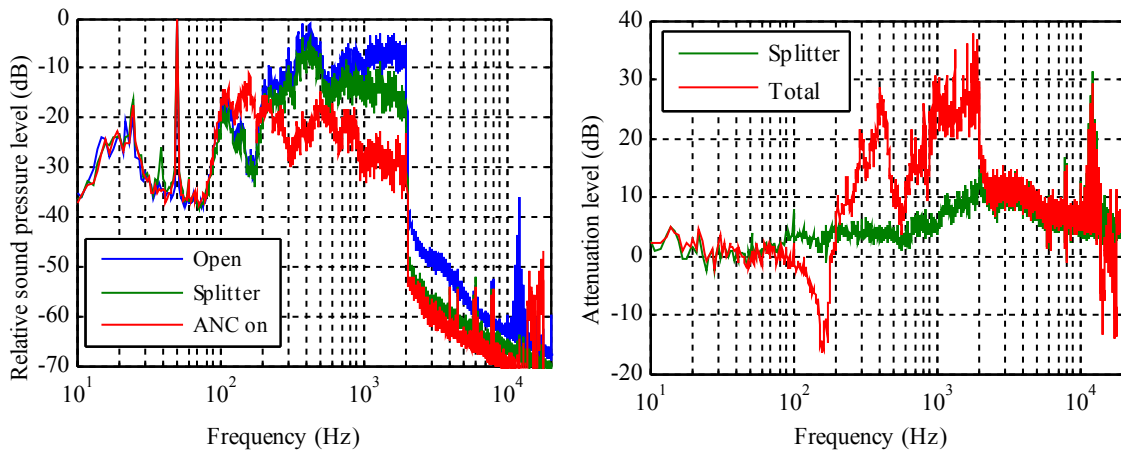 0
-10
-20
-30
-40
-50
-60
-70
Relative sound pressure level (dB)
Open
Splitter
ANC on
10^1
10^2
10^3
10^4
Frequency (Hz)
40
30
20
10
0
-10
-20
Attenuation level (dB)
Splitter
Total
10^1
10^2
10^3
10^4
Frequency (Hz)